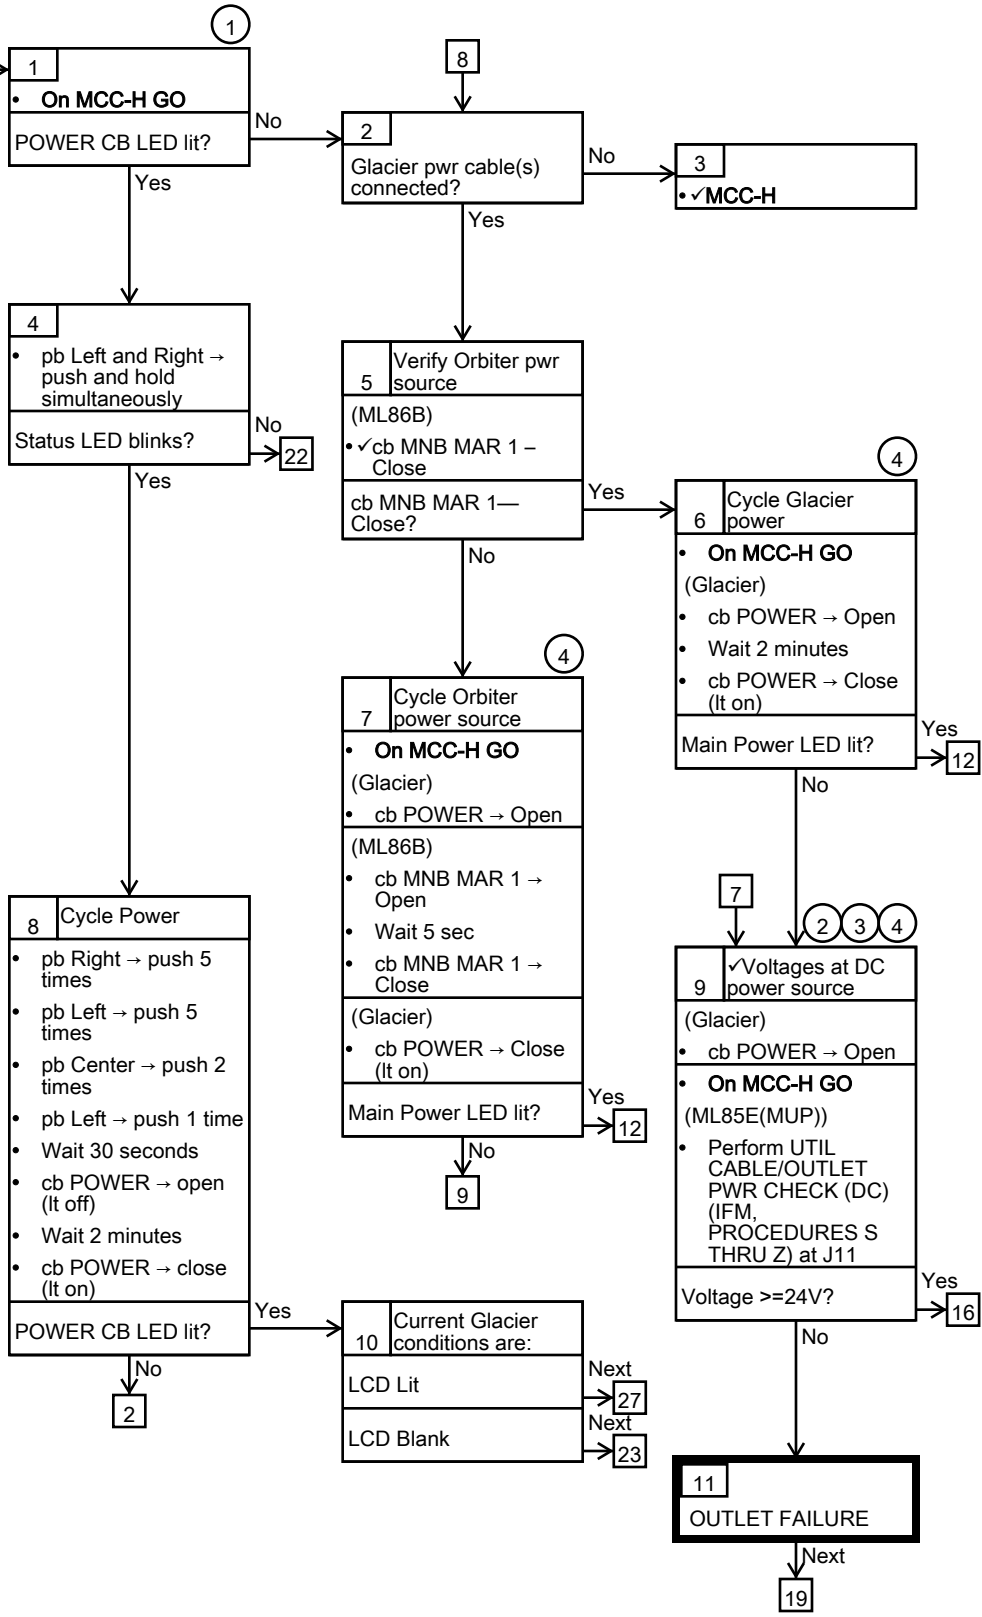 1
1
• On MCC-H GO
POWER CB LED lit?
No
Yes
8
2
Glacier pwr cable(s)
connected?
No
Yes
3
• ✓MCC-H
4
• pb Left and Right →
push and hold
simultaneously
Status LED blinks?
No
22
Yes
5
Verify Orbiter pwr
source
(ML86B)
• ✓cb MNB MAR 1 –
Close
cb MNB MAR 1—
Close?
Yes
No
4
6
Cycle Glacier
power
• On MCC-H GO
(Glacier)
• cb POWER → Open
• Wait 2 minutes
• cb POWER → Close
(lt on)
Main Power LED lit?
Yes
12
No
4
7
Cycle Orbiter
power source
• On MCC-H GO
(Glacier)
• cb POWER → Open
(ML86B)
• cb MNB MAR 1 →
Open
• Wait 5 sec
• cb MNB MAR 1 →
Close
(Glacier)
• cb POWER → Close
(lt on)
Main Power LED lit?
Yes
12
No
9
8
Cycle Power
• pb Right → push 5
times
• pb Left → push 5
times
• pb Center → push 2
times
• pb Left → push 1 time
• Wait 30 seconds
• cb POWER → open
(lt off)
• Wait 2 minutes
• cb POWER → close
(lt on)
POWER CB LED lit?
Yes
No
2
7
2 3 4
9
✓Voltages at DC
power source
(Glacier)
• cb POWER → Open
• On MCC-H GO
(ML85E(MUP))
• Perform UTIL
CABLE/OUTLET
PWR CHECK (DC)
(IFM,
PROCEDURES S
THRU Z) at J11
Voltage >=24V?
Yes
16
No
10
Current Glacier
conditions are:
LCD Lit
Next
27
LCD Blank
Next
23
11
OUTLET FAILURE
Next
19